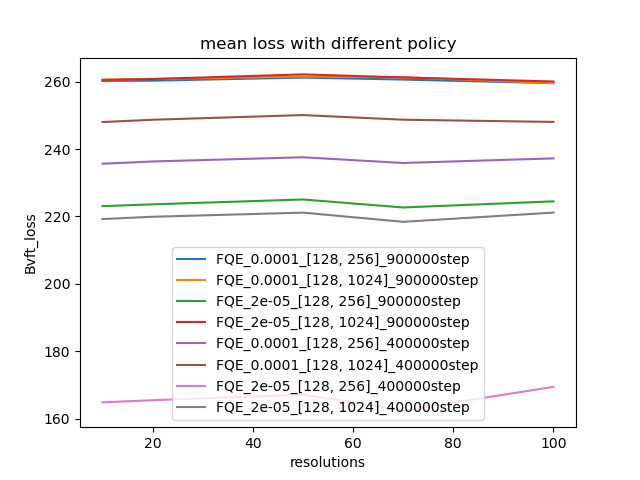 mean loss with different policy
Bvft_loss
260
240
220
200
180
160
FQE_0.0001_[128, 256]_900000step
FQE_0.0001_[128, 1024]_900000step
FQE_2e-05_[128, 256]_900000step
FQE_2e-05_[128, 1024]_900000step
FQE_0.0001_[128, 256]_400000step
FQE_0.0001_[128, 1024]_400000step
FQE_2e-05_[128, 256]_400000step
FQE_2e-05_[128, 1024]_400000step
20 40 60 80 100
resolutions